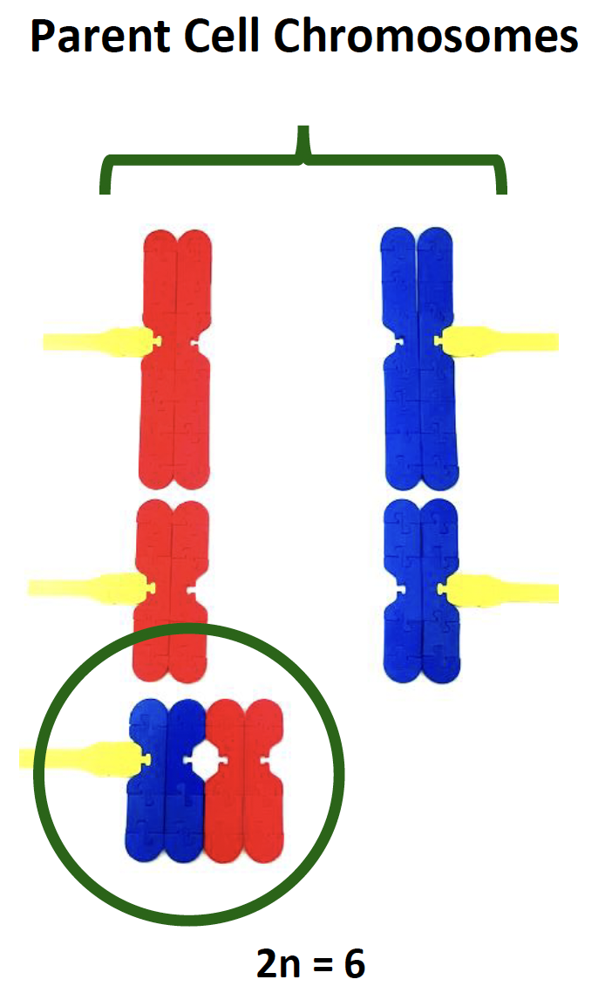 Parent Cell Chromosomes
2n = 6